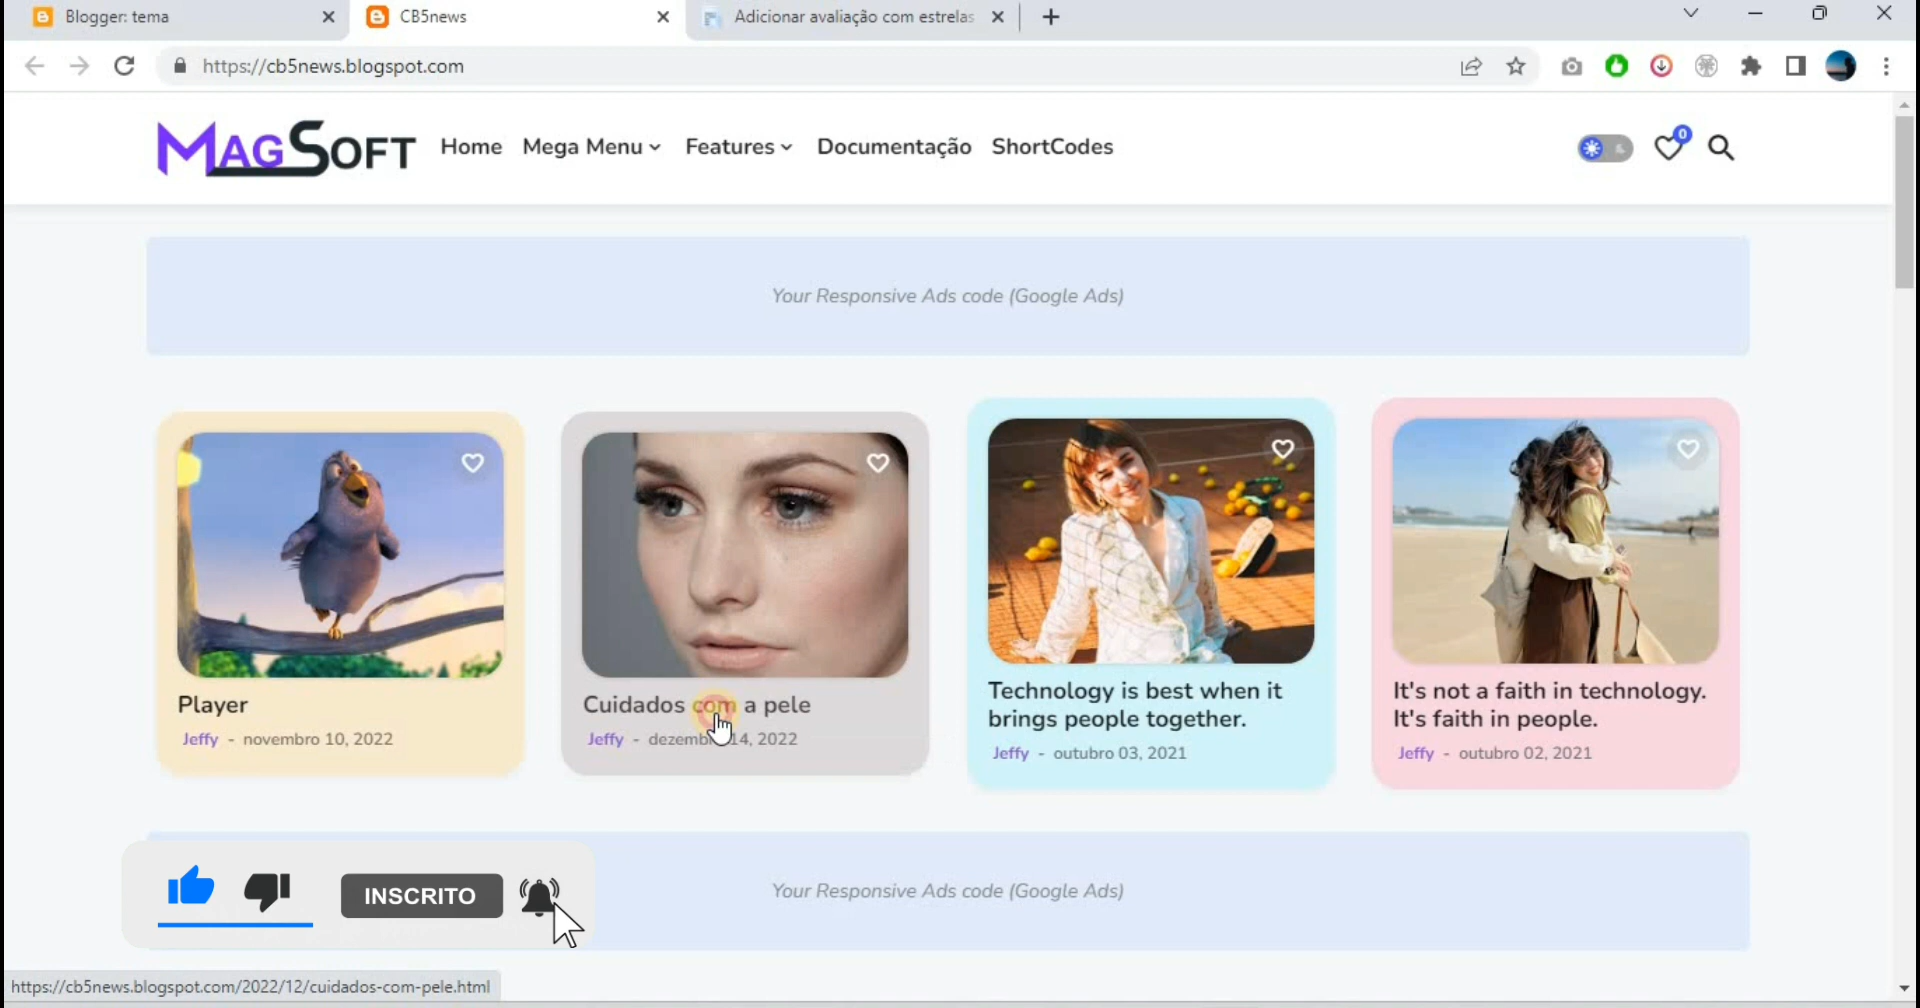 Blogger: tema
CB5news
Adicionar avaliação com estrelas
https://cb5news.blogspot.com
MAGSOFT
Home Mega Menu Features Documentação ShortCodes
0
Your Responsive Ads code (Google Ads)
Player
Jeffy - novembro 10, 2022
Cuidados com a pele
Jeffy - dezemb 14, 2022
Technology is best when it
brings people together.
Jeffy - outubro 03, 2021
It's not a faith in technology.
It's faith in people.
Jeffy - outubro 02, 2021
Your Responsive Ads code (Google Ads)
INSCRITO
https://cb5news.blogspot.com/2022/12/cuidados-com-pele.html